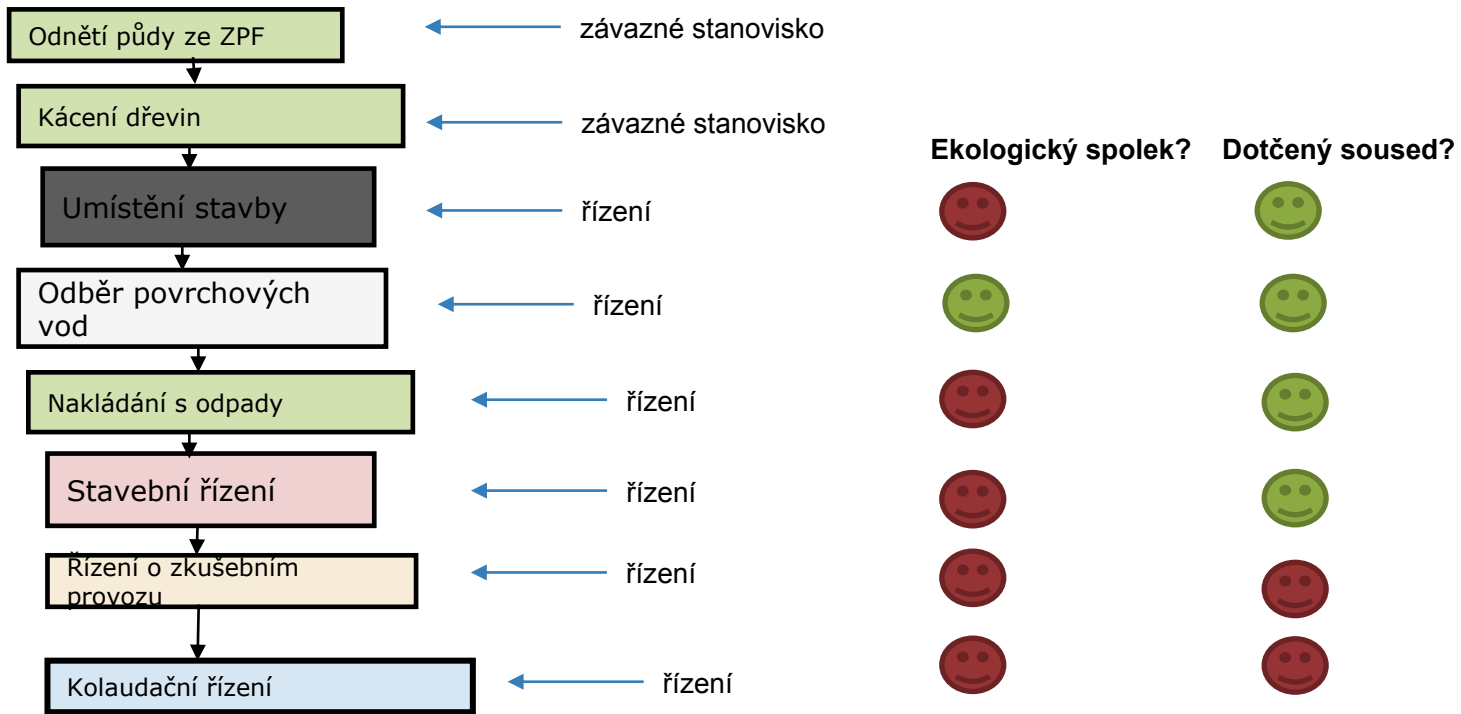 Odnětí půdy ze ZPF
závazné stanovisko
Kácení dřevin
závazné stanovisko
Ekologický spolek?
Dotčený soused?
Umístění stavby
řízení
Odběr povrchových
vod
řízení
Nakládání s odpady
řízení
Stavební řízení
řízení
Řízení o zkušebním
provozu
řízení
Kolaudační řízení
řízení